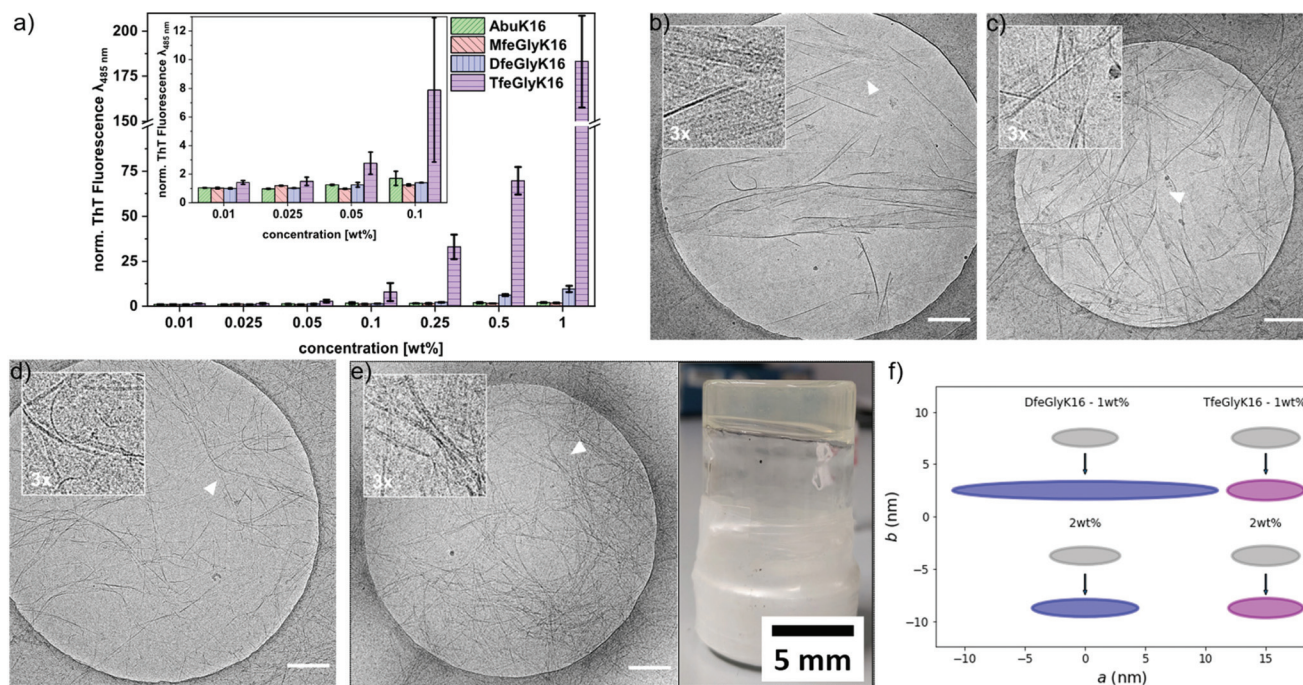 a)
norm. ThT Fluorescence λ485 nm
200
175
150
75
50
25
0
0.01 0.025 0.05 0.1 0.25 0.5 1
concentration [wt%]
norm. ThT Fluorescence λ485 nm
13
12
10
8
6
4
2
1
0
0.01 0.025 0.05 0.1
concentration [wt%]
AbuK16
MfeGlyK16
DfeGlyK16
TfeGlyK16
b)
3x
c)
3x
d)
3x
e)
3x
5 mm
f)
DfeGlyK16 - 1wt% TfeGlyK16 - 1wt%
2wt% 2wt%
b (nm)
10
5
0
−5
−10
−10 −5 0 5 10 15
a (nm)